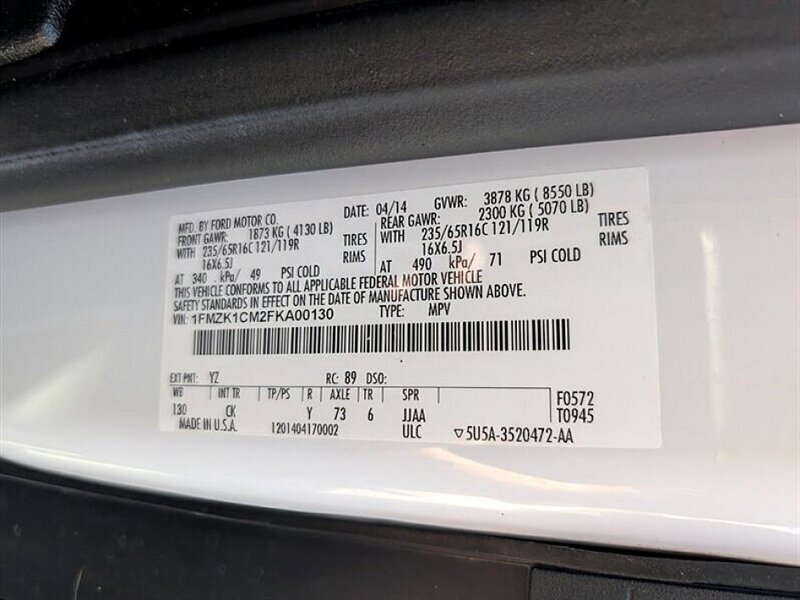 MFD. BY FORD MOTOR CO. DATE: 04/14 GVWR: 3878 KG ( 8550 LB)
FRONT GAWR: 1873 KG ( 4130 LB) REAR GAWR: 2300 KG ( 5070 LB)
WITH 235/65R16C 121/119R TIRES WITH 235/65R16C 121/119R TIRES
16X6.5J RIMS 16X6.5J RIMS
AT 340 kPa/ 49 PSI COLD AT 490 kPa/ 71 PSI COLD
THIS VEHICLE CONFORMS TO ALL APPLICABLE FEDERAL MOTOR VEHICLE
SAFETY STANDARDS IN EFFECT ON THE DATE OF MANUFACTURE SHOWN ABOVE.
VIN: 1FMZK1CM2FKA00130 TYPE: MPV
EXT PNT: YZ RC: 89 DSO:
WB INT TR TP/PS R AXLE TR SPR F0572
130 CK Y 73 6 JJAA T0945
MADE IN U.S.A. 1201404170002 ULC ▽5U5A-3520472-AA